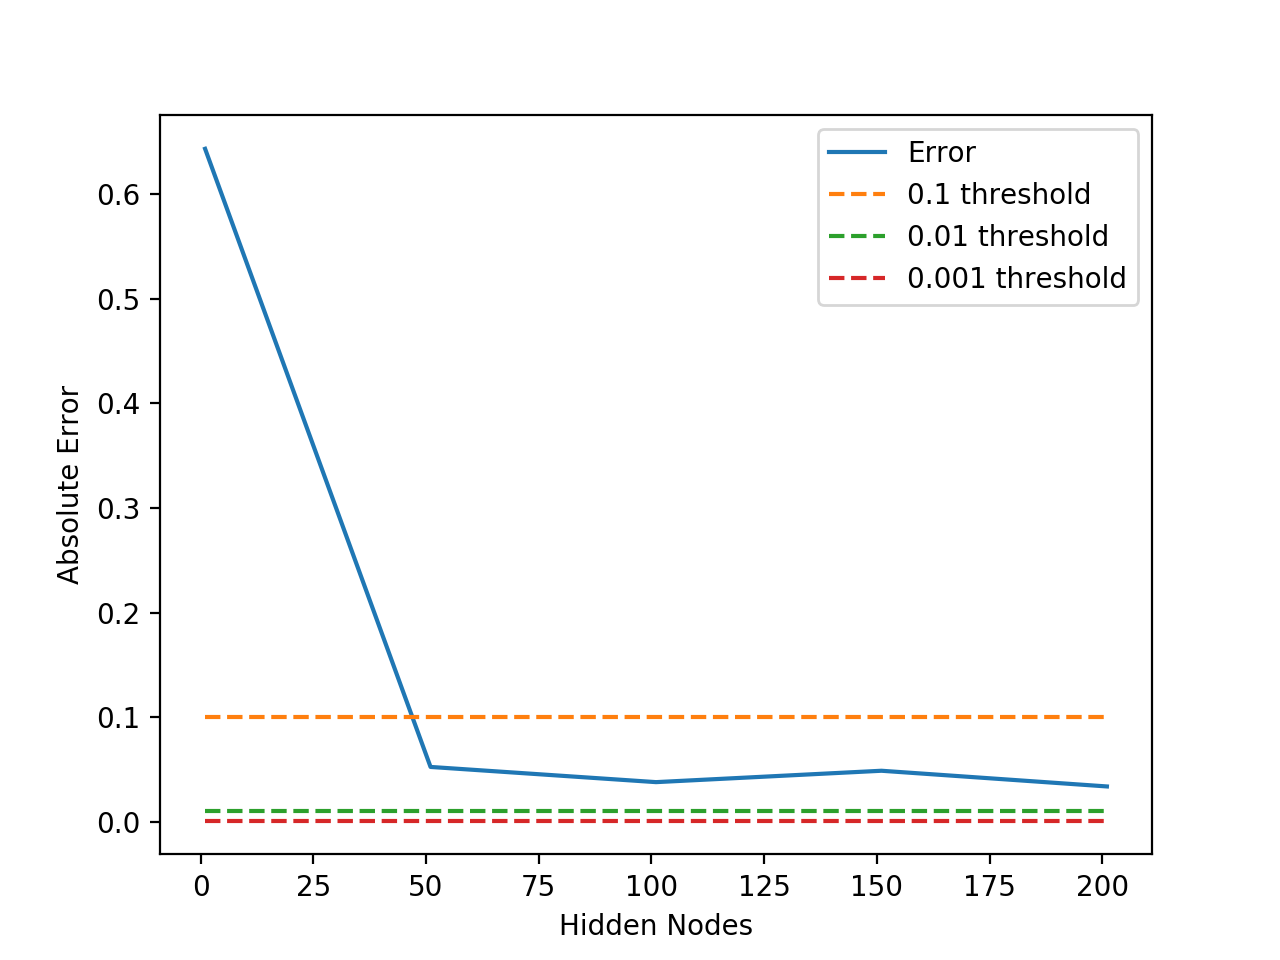 Error
0.1 threshold
0.01 threshold
0.001 threshold
0.6
0.5
0.4
0.3
0.2
0.1
0.0
Absolute Error
0 25 50 75 100 125 150 175 200
Hidden Nodes